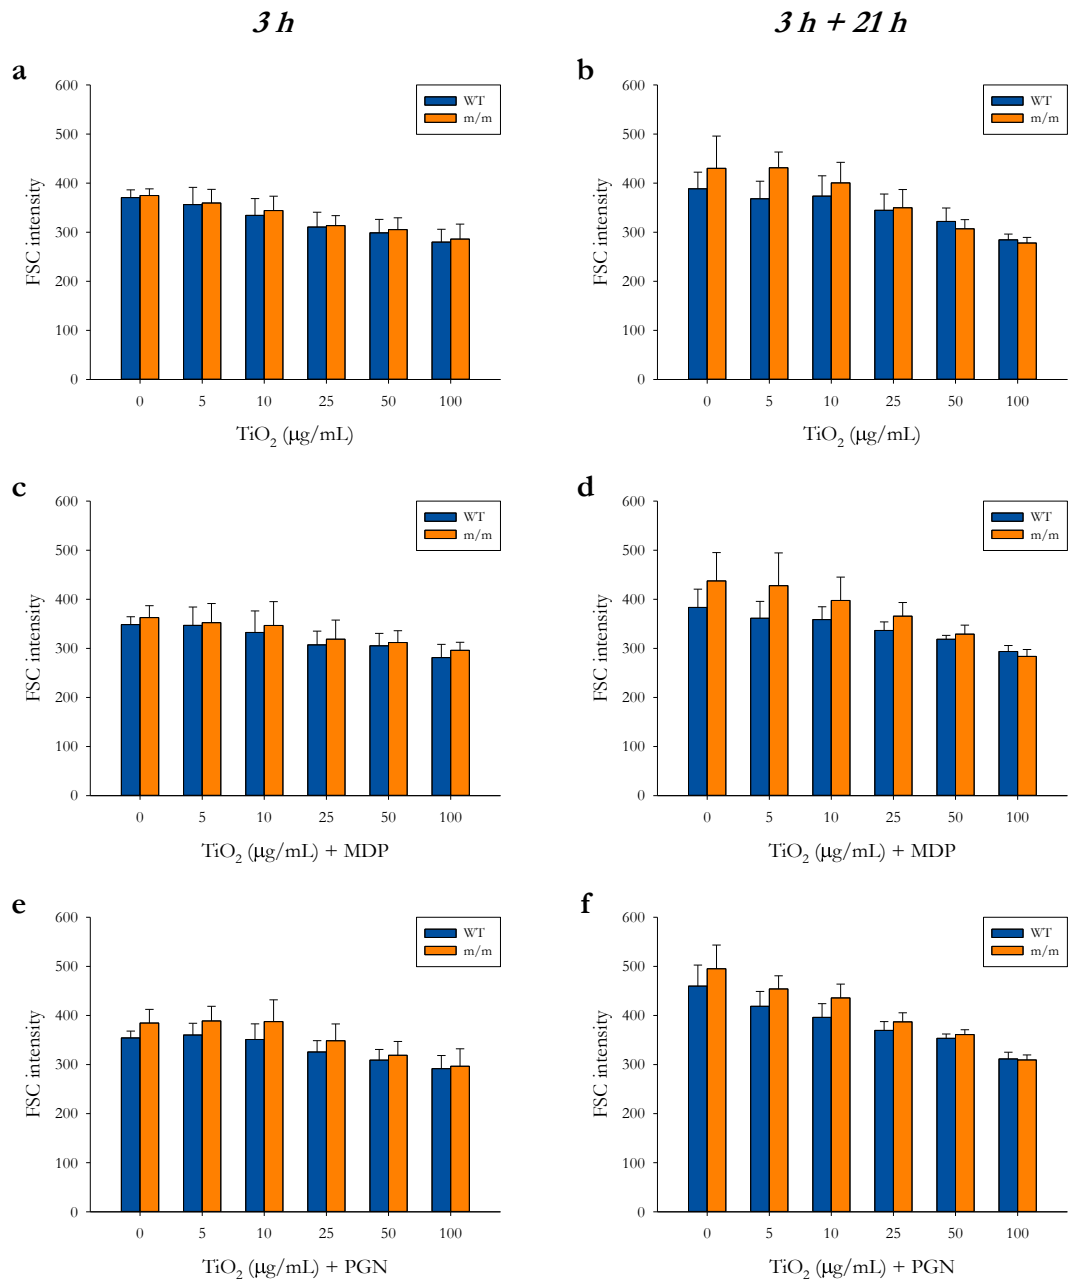 3 h
3 h + 21 h
a
600
500
400
300
200
100
0
FSC intensity
WT
m/m
0 5 10 25 50 100
TiO₂ (μg/mL)
b
600
500
400
300
200
100
0
FSC intensity
WT
m/m
0 5 10 25 50 100
TiO₂ (μg/mL)
c
600
500
400
300
200
100
0
FSC intensity
WT
m/m
0 5 10 25 50 100
TiO₂ (μg/mL) + MDP
d
600
500
400
300
200
100
0
FSC intensity
WT
m/m
0 5 10 25 50 100
TiO₂ (μg/mL) + MDP
e
600
500
400
300
200
100
0
FSC intensity
WT
m/m
0 5 10 25 50 100
TiO₂ (μg/mL) + PGN
f
600
500
400
300
200
100
0
FSC intensity
WT
m/m
0 5 10 25 50 100
TiO₂ (μg/mL) + PGN